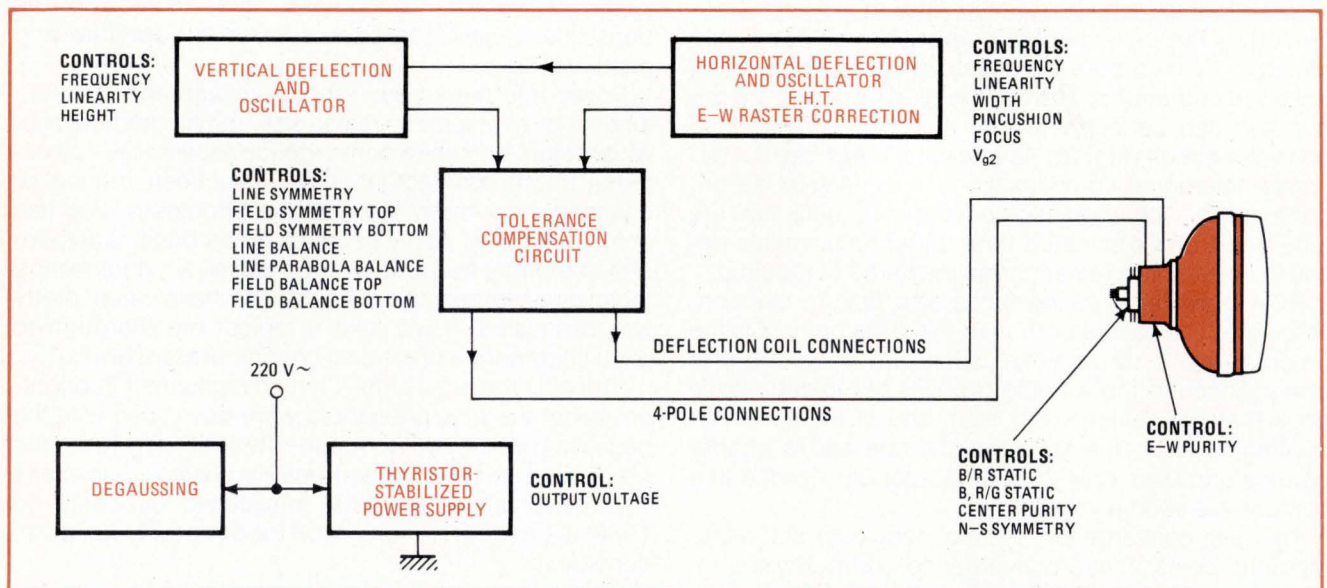 CONTROLS:
FREQUENCY
LINEARITY
HEIGHT
VERTICAL DEFLECTION
AND
OSCILLATOR
HORIZONTAL DEFLECTION
AND OSCILLATOR
E.H.T.
E–W RASTER CORRECTION
CONTROLS:
FREQUENCY
LINEARITY
WIDTH
PINCUSHION
FOCUS
Vg2
CONTROLS:
LINE SYMMETRY
FIELD SYMMETRY TOP
FIELD SYMMETRY BOTTOM
LINE BALANCE
LINE PARABOLA BALANCE
FIELD BALANCE TOP
FIELD BALANCE BOTTOM
TOLERANCE
COMPENSATION
CIRCUIT
DEFLECTION COIL CONNECTIONS
4-POLE CONNECTIONS
220 V~
DEGAUSSING
THYRISTOR-
STABILIZED
POWER SUPPLY
CONTROL:
OUTPUT VOLTAGE
CONTROLS:
B/R STATIC
B, R/G STATIC
CENTER PURITY
N–S SYMMETRY
CONTROL:
E–W PURITY